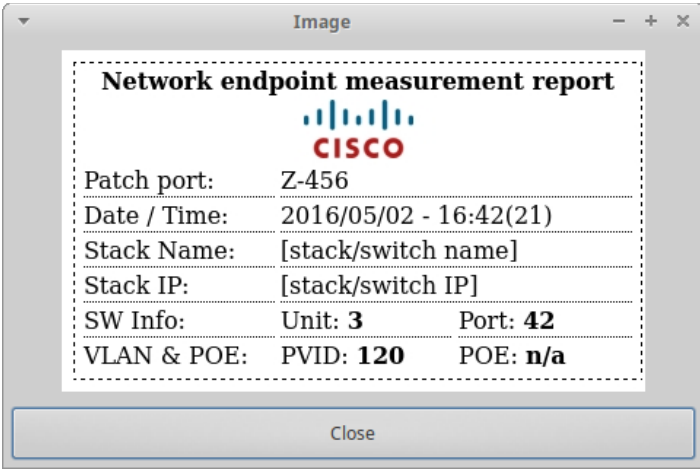 Image
Network endpoint measurement report
CISCO
Patch port: Z-456
Date / Time: 2016/05/02 - 16:42(21)
Stack Name: [stack/switch name]
Stack IP: [stack/switch IP]
SW Info: Unit: 3 Port: 42
VLAN & POE: PVID: 120 POE: n/a
Close